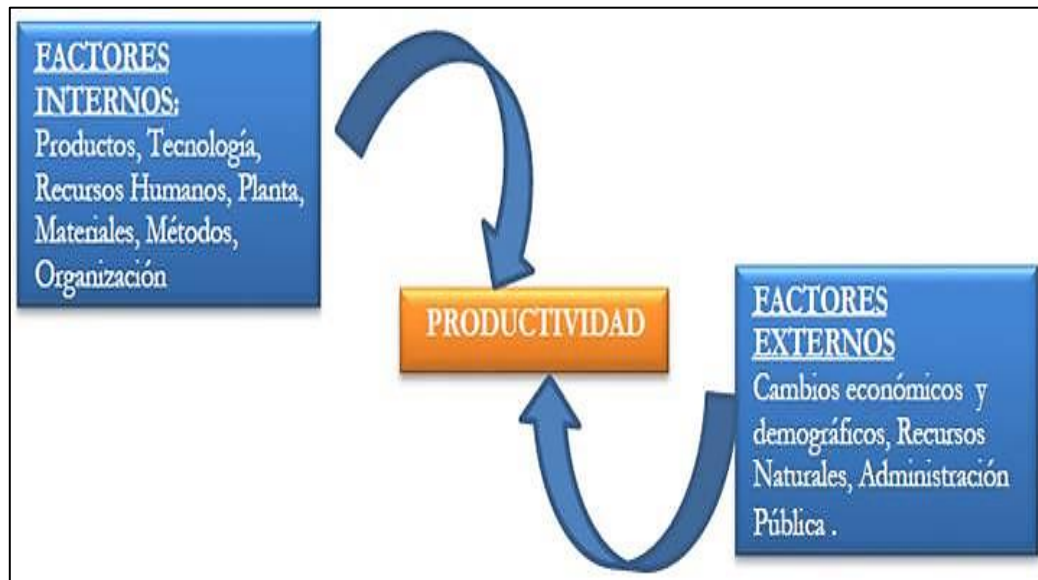 FACTORES
INTERNOS:
Productos, Tecnología,
Recursos Humanos, Planta,
Materiales, Métodos,
Organización
PRODUCTIVIDAD
FACTORES
EXTERNOS
Cambios económicos y
demográficos, Recursos
Naturales, Administración
Pública .